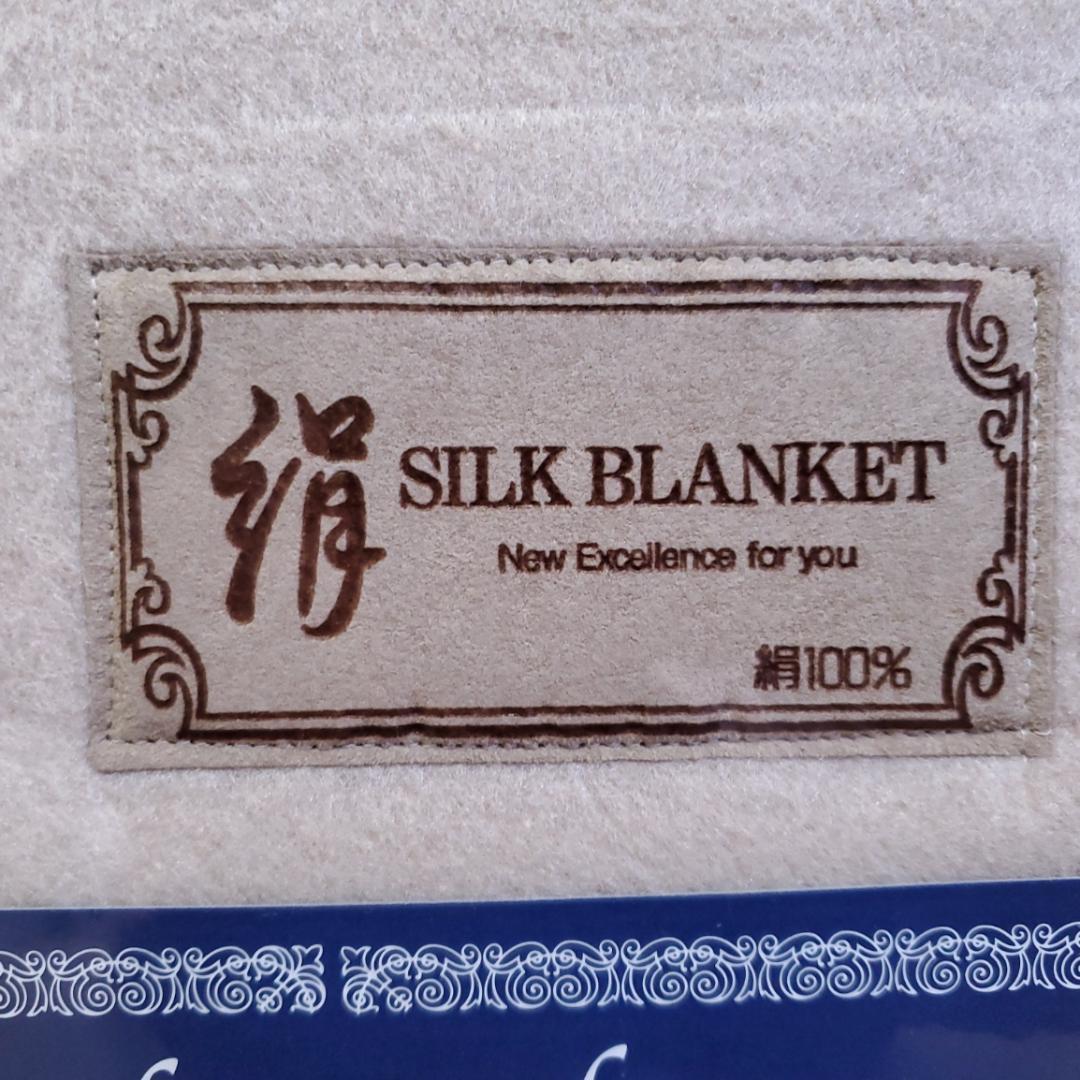 絹
SILK BLANKET
New Excellence for you
絹100%